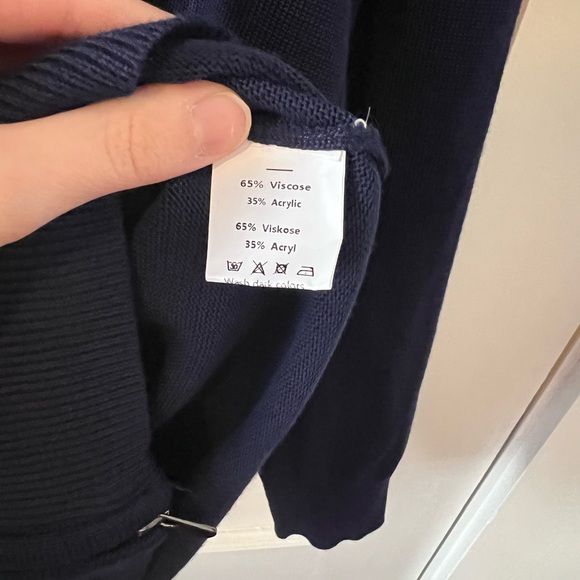 65% Viscose
35% Acrylic
65% Viskose
35% Acryl
Wash dark colors